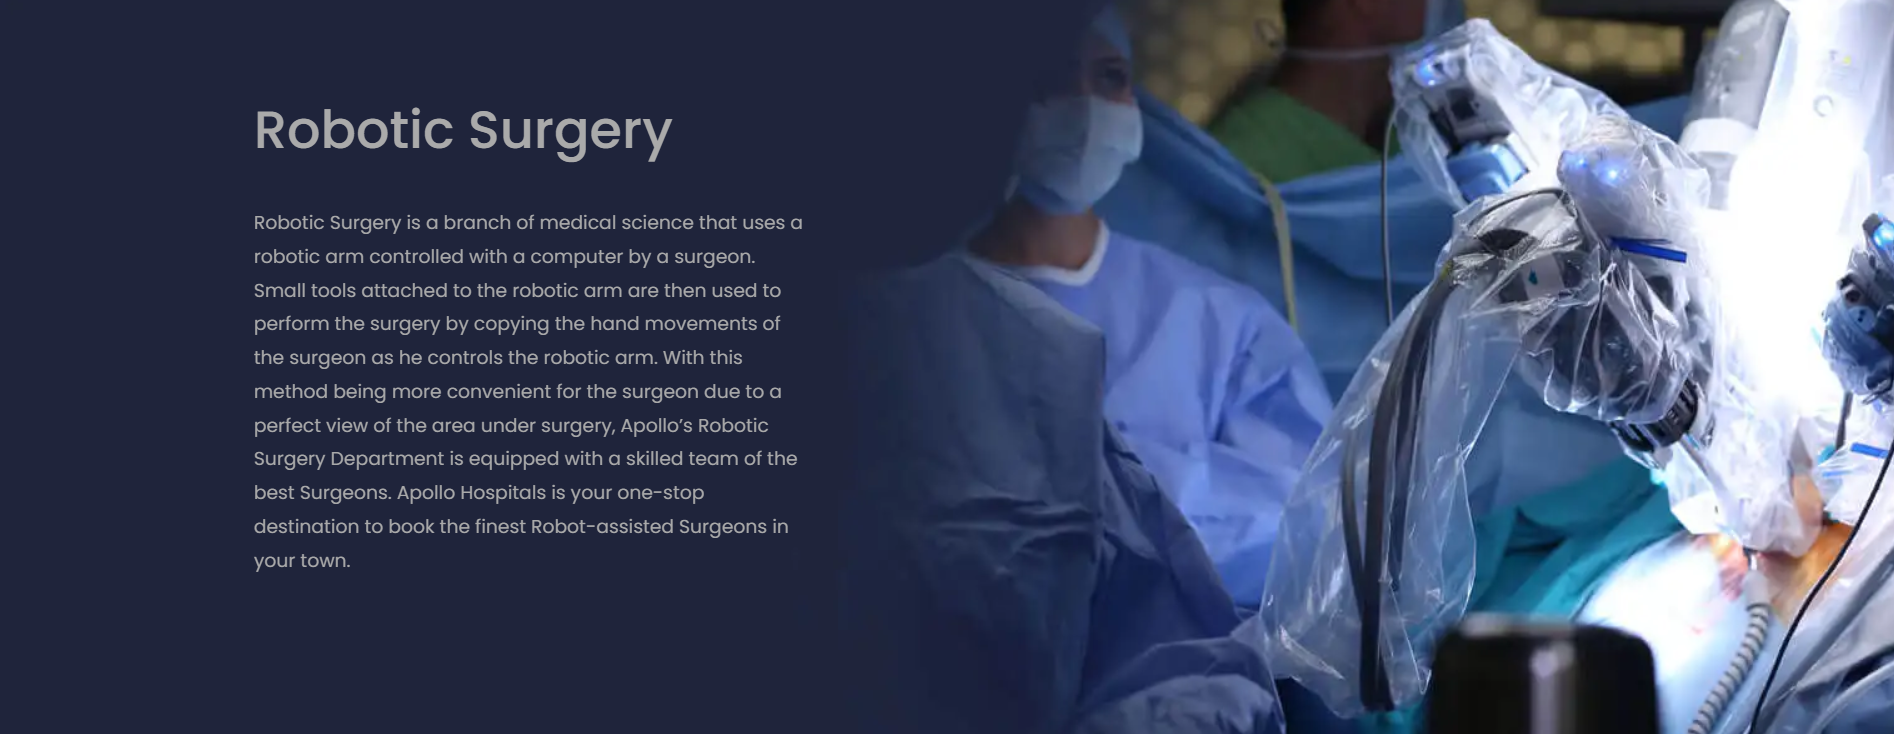 Robotic Surgery
Robotic Surgery is a branch of medical science that uses a
robotic arm controlled with a computer by a surgeon.
Small tools attached to the robotic arm are then used to
perform the surgery by copying the hand movements of
the surgeon as he controls the robotic arm. With this
method being more convenient for the surgeon due to a
perfect view of the area under surgery, Apollo’s Robotic
Surgery Department is equipped with a skilled team of the
best Surgeons. Apollo Hospitals is your one-stop
destination to book the finest Robot-assisted Surgeons in
your town.